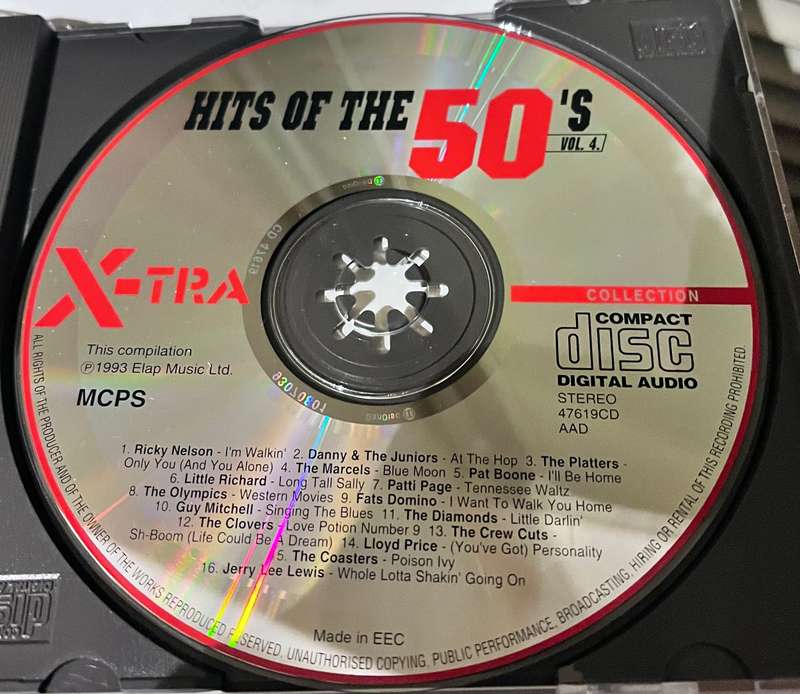 HITS OF THE 50'S
VOL. 4.
X-TRA
COLLECTION
This compilation
℗1993 Elap Music Ltd.
MCPS
COMPACT
disc
DIGITAL AUDIO
STEREO
47619CD
AAD
CD 47619
1. Ricky Nelson - I'm Walkin' 2. Danny & The Juniors - At The Hop 3. The Platters -
Only You (And You Alone) 4. The Marcels - Blue Moon 5. Pat Boone - I'll Be Home
6. Little Richard - Long Tall Sally 7. Patti Page - Tennessee Waltz
8. The Olympics - Western Movies 9. Fats Domino - I Want To Walk You Home
10. Guy Mitchell - Singing The Blues 11. The Diamonds - Little Darlin'
12. The Clovers - Love Potion Number 9 13. The Crew Cuts -
Sh-Boom (Life Could Be A Dream) 14. Lloyd Price - (You've Got) Personality
5. The Coasters - Poison Ivy
16. Jerry Lee Lewis - Whole Lotta Shakin' Going On
Made in EEC
ALL RIGHTS OF THE PRODUCER AND OF THE OWNER OF THE WORKS REPRODUCED RESERVED. UNAUTHORISED COPYING, PUBLIC PERFORMANCE, BROADCASTING, HIRING OR RENTAL OF THIS RECORDING PROHIBITED.